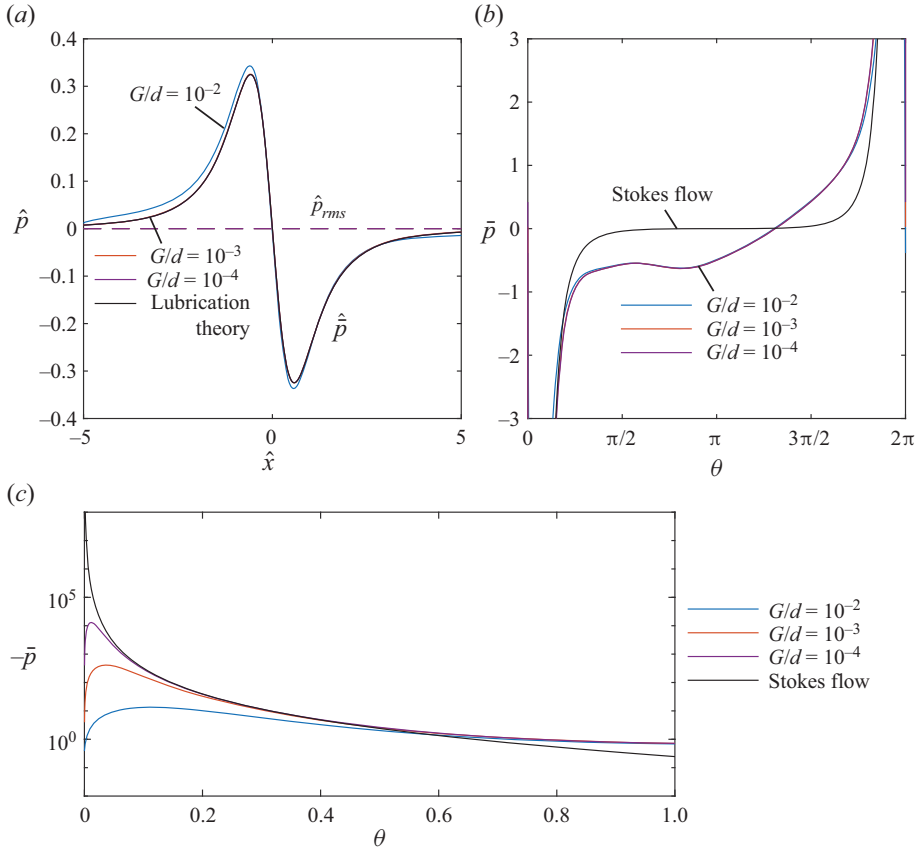 (a)
0.4
0.3
0.2
0.1
0
–0.1
–0.2
–0.3
–0.4
p̂
G/d = 10⁻²
p̂rms
G/d = 10⁻³
G/d = 10⁻⁴
Lubrication
theory
p̄̂
–5
0
5
x̂
(b)
3
2
1
0
–1
–2
–3
p̄
Stokes flow
G/d = 10⁻²
G/d = 10⁻³
G/d = 10⁻⁴
0
π/2
π
3π/2
2π
θ
(c)
10⁵
10⁰
–p̄
0
0.2
0.4
0.6
0.8
1.0
θ
G/d = 10⁻²
G/d = 10⁻³
G/d = 10⁻⁴
Stokes flow